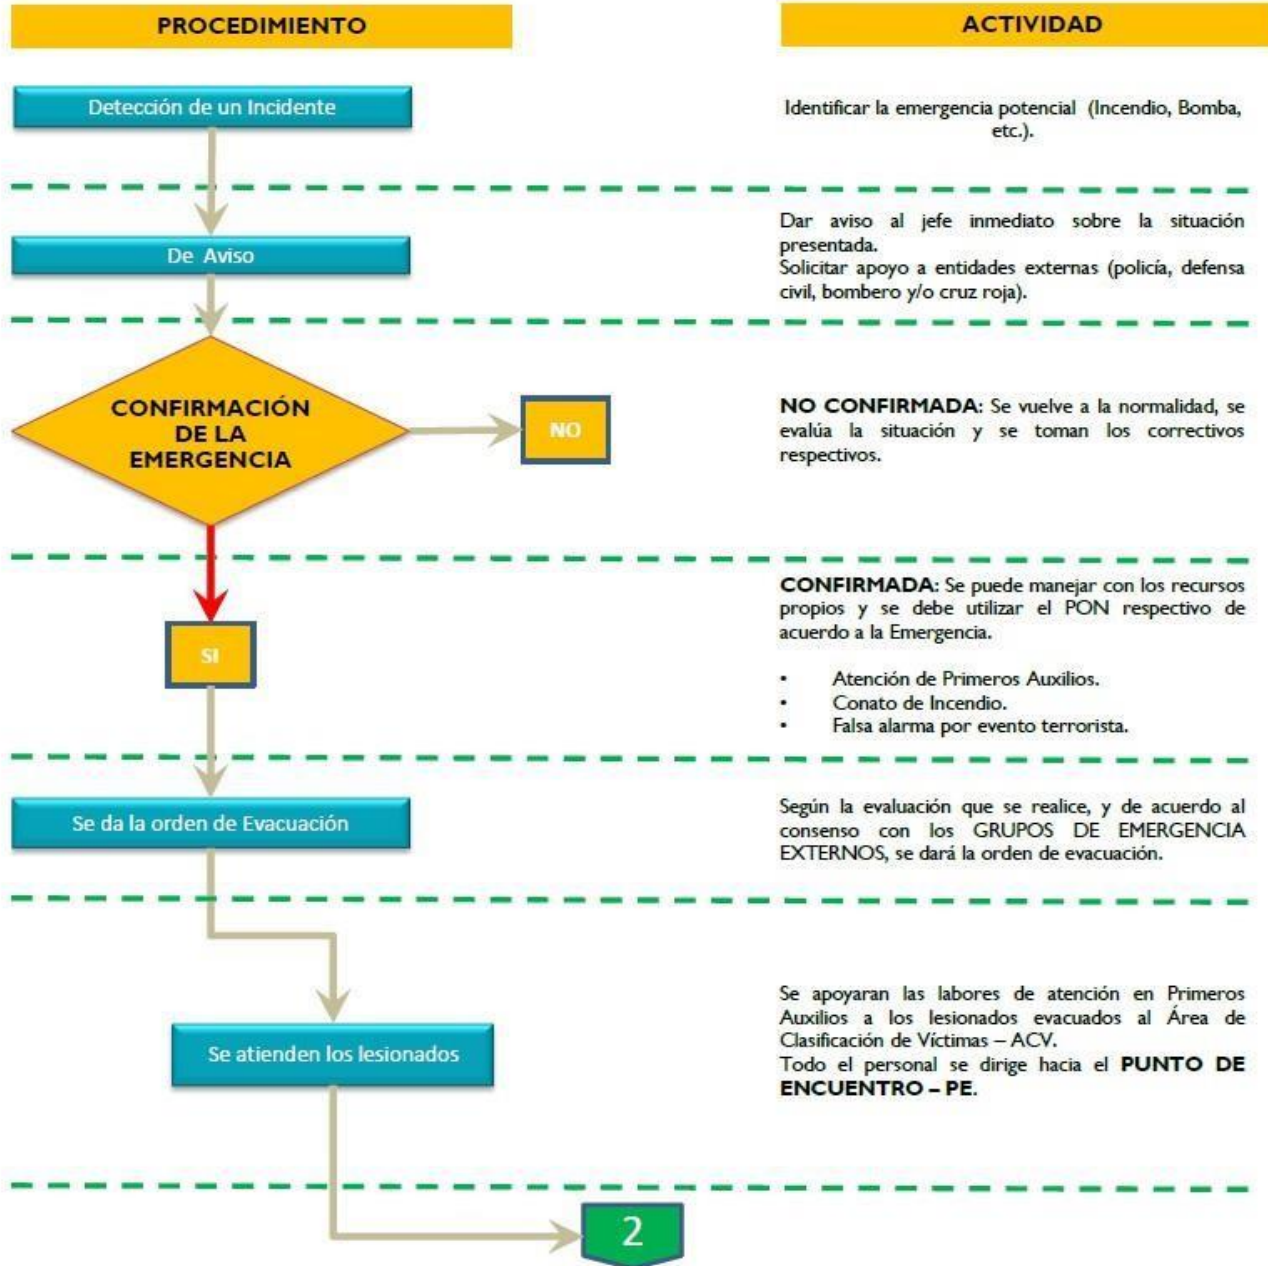 PROCEDIMIENTO
ACTIVIDAD
Detección de un Incidente
Identificar la emergencia potencial (Incendio, Bomba,
etc.).
De Aviso
Dar aviso al jefe inmediato sobre la situación
presentada.
Solicitar apoyo a entidades externas (policía, defensa
civil, bombero y/o cruz roja).
CONFIRMACIÓN
DE LA
EMERGENCIA
NO
NO CONFIRMADA: Se vuelve a la normalidad, se
evalúa la situación y se toman los correctivos
respectivos.
SI
CONFIRMADA: Se puede manejar con los recursos
propios y se debe utilizar el PON respectivo de
acuerdo a la Emergencia.
• Atención de Primeros Auxilios.
• Conato de Incendio.
• Falsa alarma por evento terrorista.
Se da la orden de Evacuación
Según la evaluación que se realice, y de acuerdo al
consenso con los GRUPOS DE EMERGENCIA
EXTERNOS, se dará la orden de evacuación.
Se atienden los lesionados
Se apoyaran las labores de atención en Primeros
Auxilios a los lesionados evacuados al Área de
Clasificación de Víctimas – ACV.
Todo el personal se dirige hacia el PUNTO DE
ENCUENTRO – PE.
2